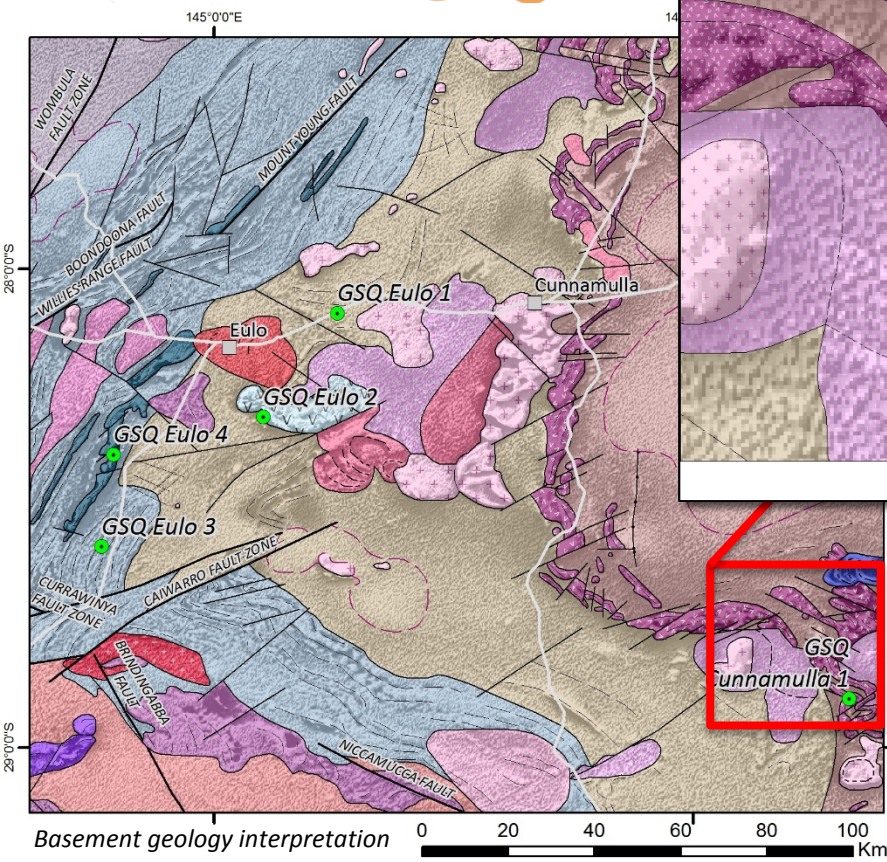 145°0'0"E
14
WOMBULA
FAULT ZONE
MOUNT YOUNG FAULT
BOONDOONA FAULT
WILLIES RANGE FAULT
28°0'0"S
Cunnamulla
GSQ Eulo 1
Eulo
GSQ Eulo 2
GSQ Eulo 4
GSQ Eulo 3
CAIWARRO FAULT ZONE
CURRAWINYA
FAULT ZONE
BRINDINGABBA
FAULT
GSQ
Cunnamulla 1
29°0'0"S
NICCAMUCCA FAULT
Basement geology interpretation
0 20 40 60 80 100
Km